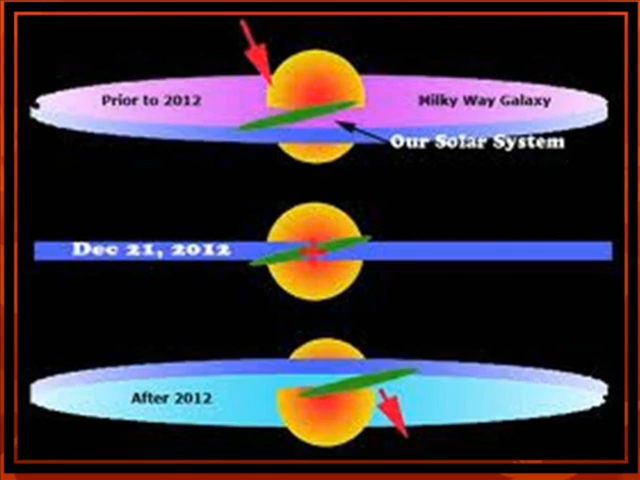 Prior to 2012
Milky Way Galaxy
Our Solar System
Dec 21, 2012
After 2012